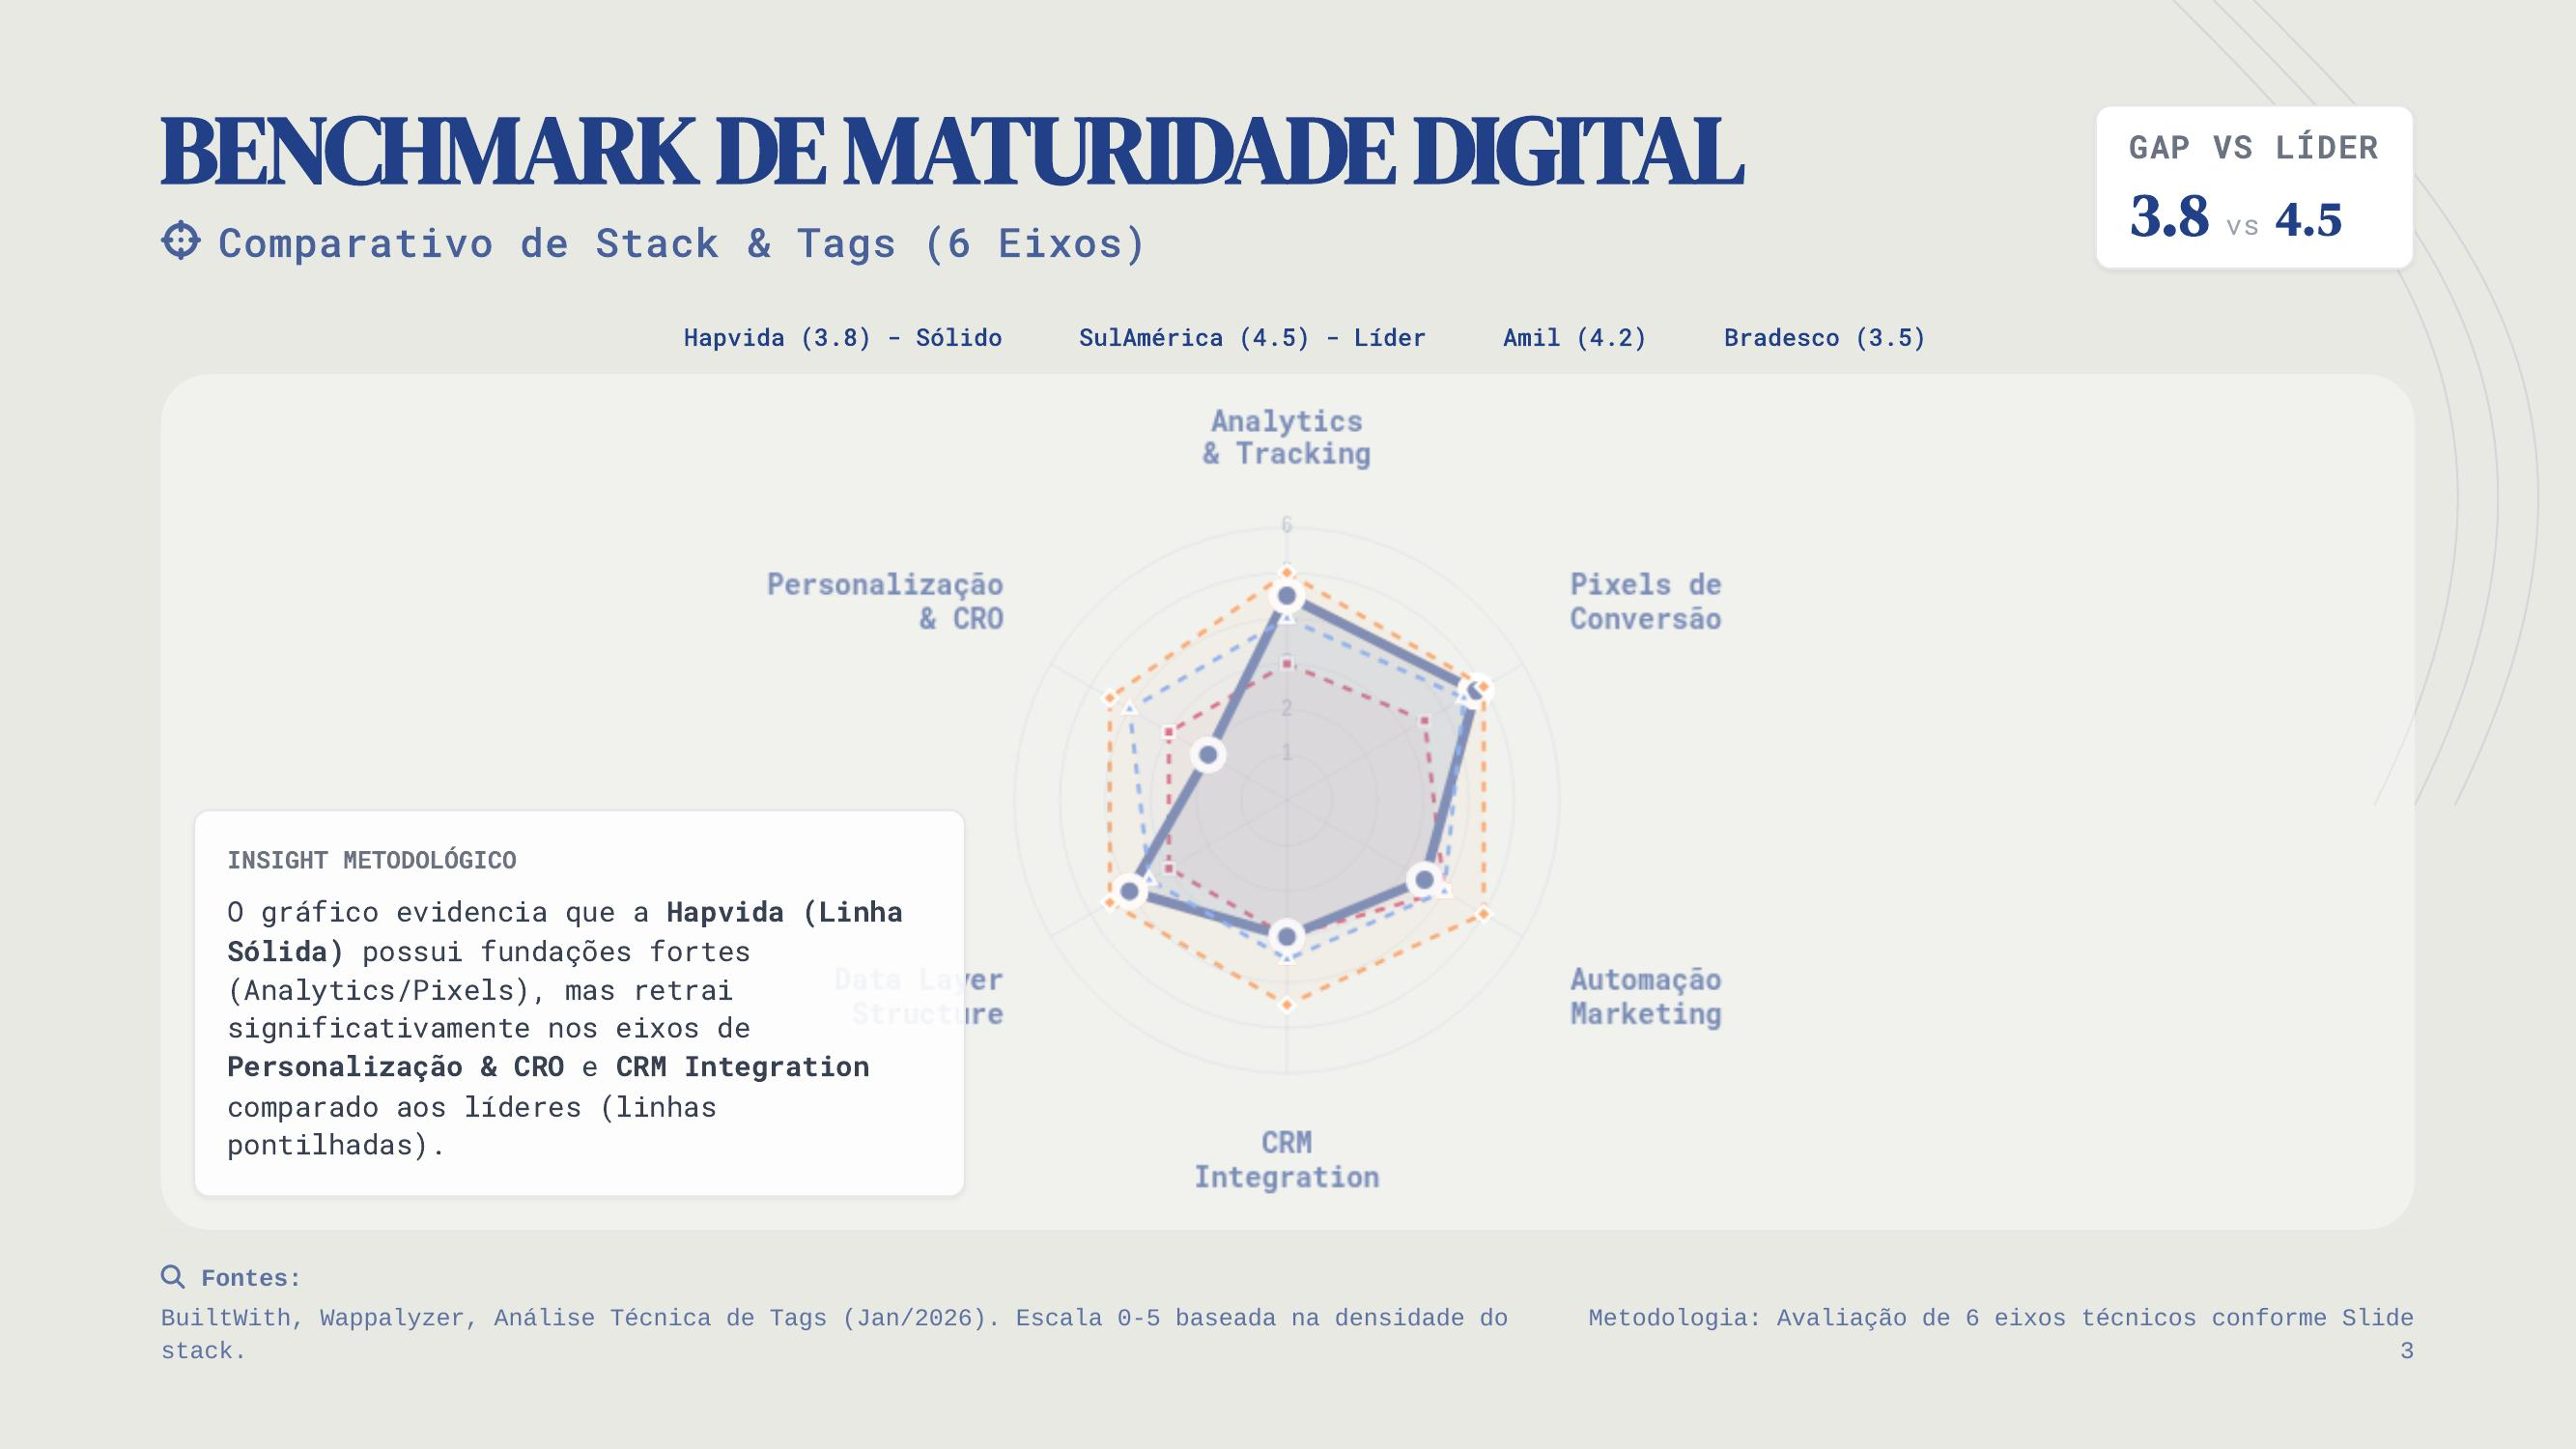 BENCHMARK DE MATURIDADE DIGITAL
Comparativo de Stack & Tags (6 Eixos)
GAP VS LÍDER
3.8 vs 4.5
Hapvida (3.8) - Sólido
SulAmérica (4.5) - Líder
Amil (4.2)
Bradesco (3.5)
Analytics
& Tracking
Personalização
& CRO
Pixels de
Conversão
6
2
1
Data Layer
Structure
Automação
Marketing
CRM
Integration
INSIGHT METODOLÓGICO
O gráfico evidencia que a Hapvida (Linha
Sólida) possui fundações fortes
(Analytics/Pixels), mas retrai
significativamente nos eixos de
Personalização & CRO e CRM Integration
comparado aos líderes (linhas
pontilhadas).
Fontes:
BuiltWith, Wappalyzer, Análise Técnica de Tags (Jan/2026). Escala 0-5 baseada na densidade do
stack.
Metodologia: Avaliação de 6 eixos técnicos conforme Slide
3